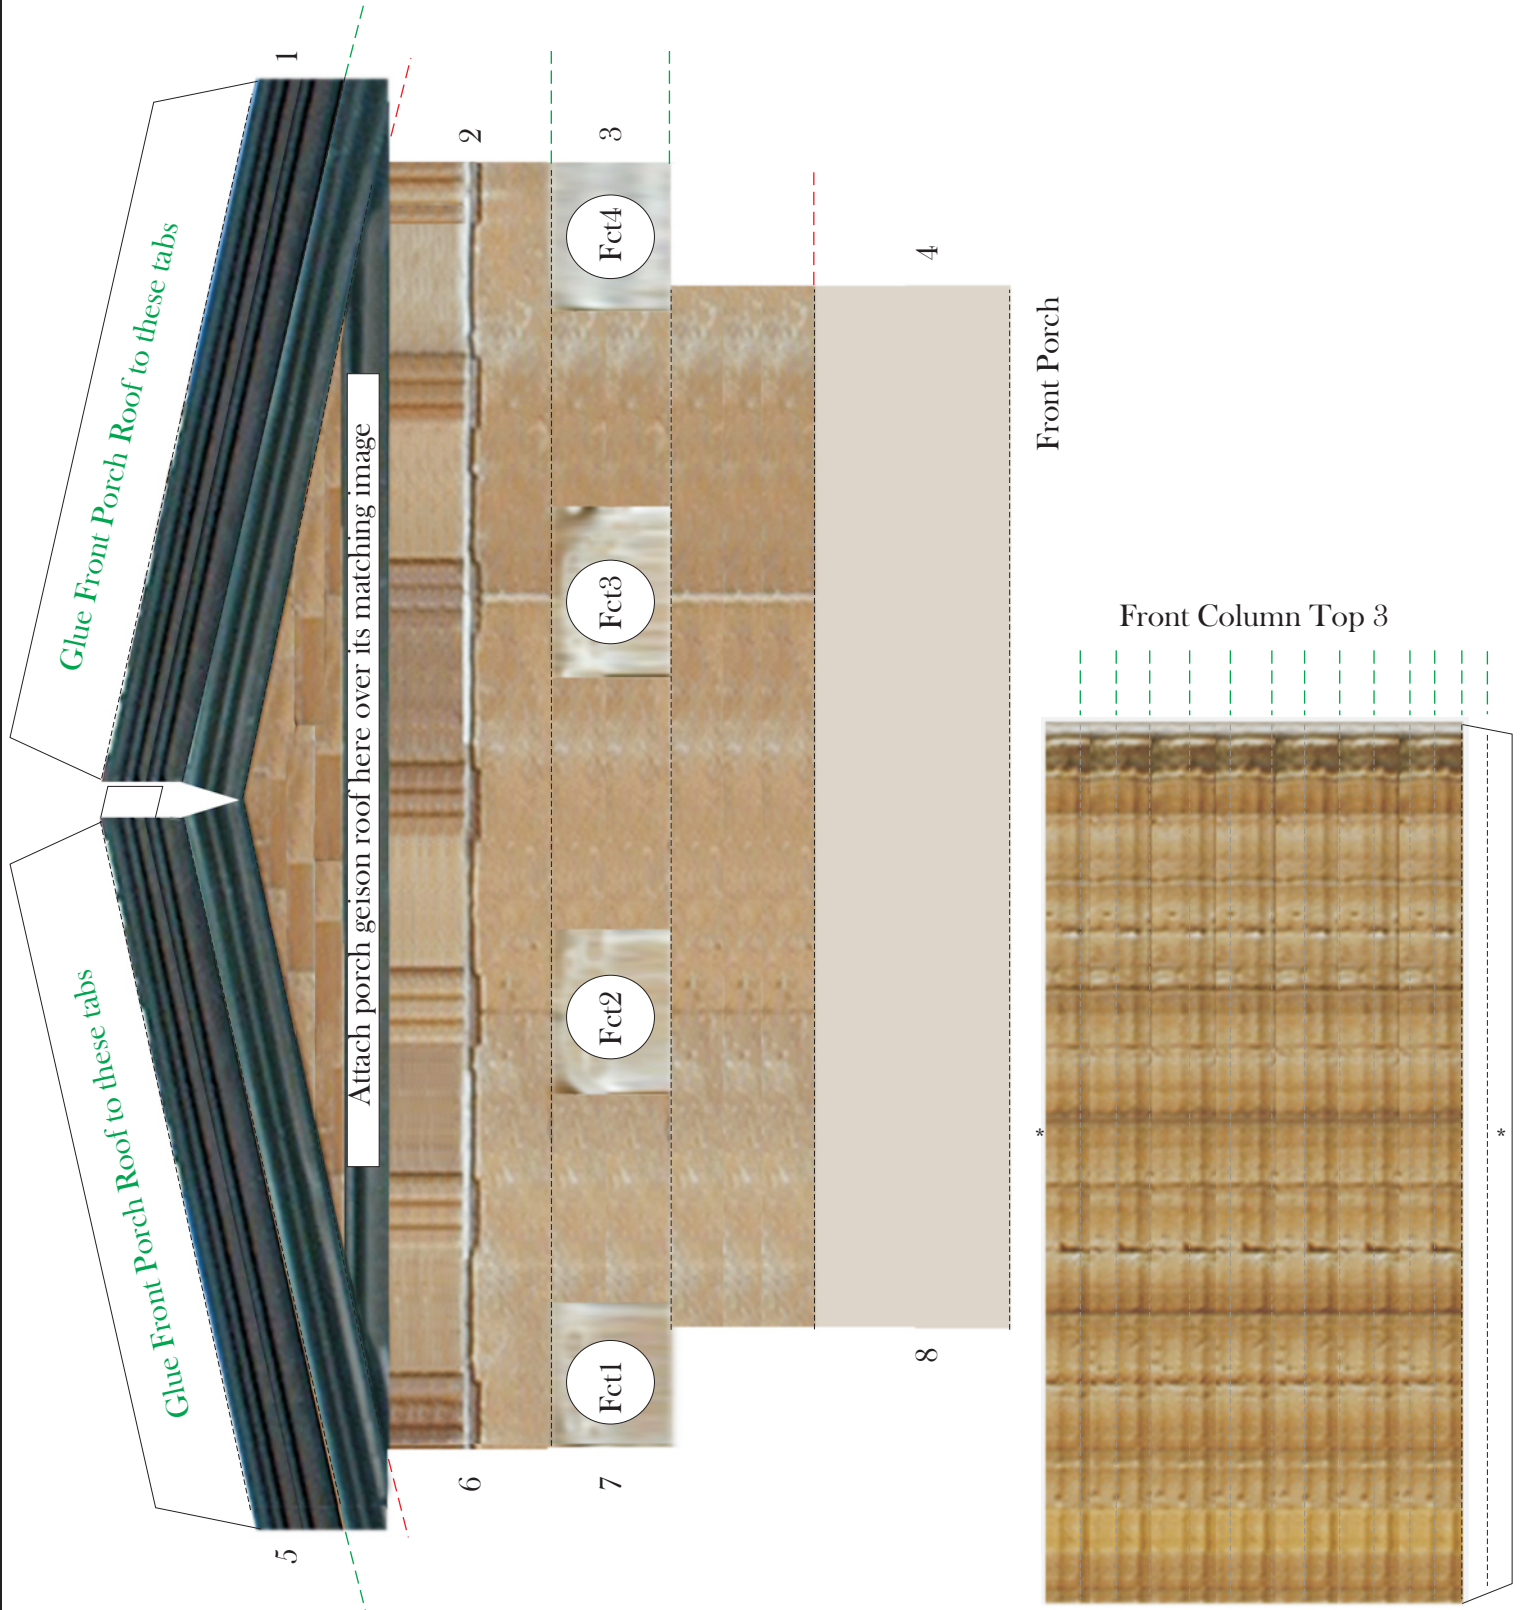 Glue Front Porch Roof to these tabs
Glue Front Porch Roof to these tabs
1
5
Attach porch geison roof here over its matching image
2
6
3
7
Fct1
Fct2
Fct3
Fct4
4
8
Front Porch
Front Column Top 3
*
*